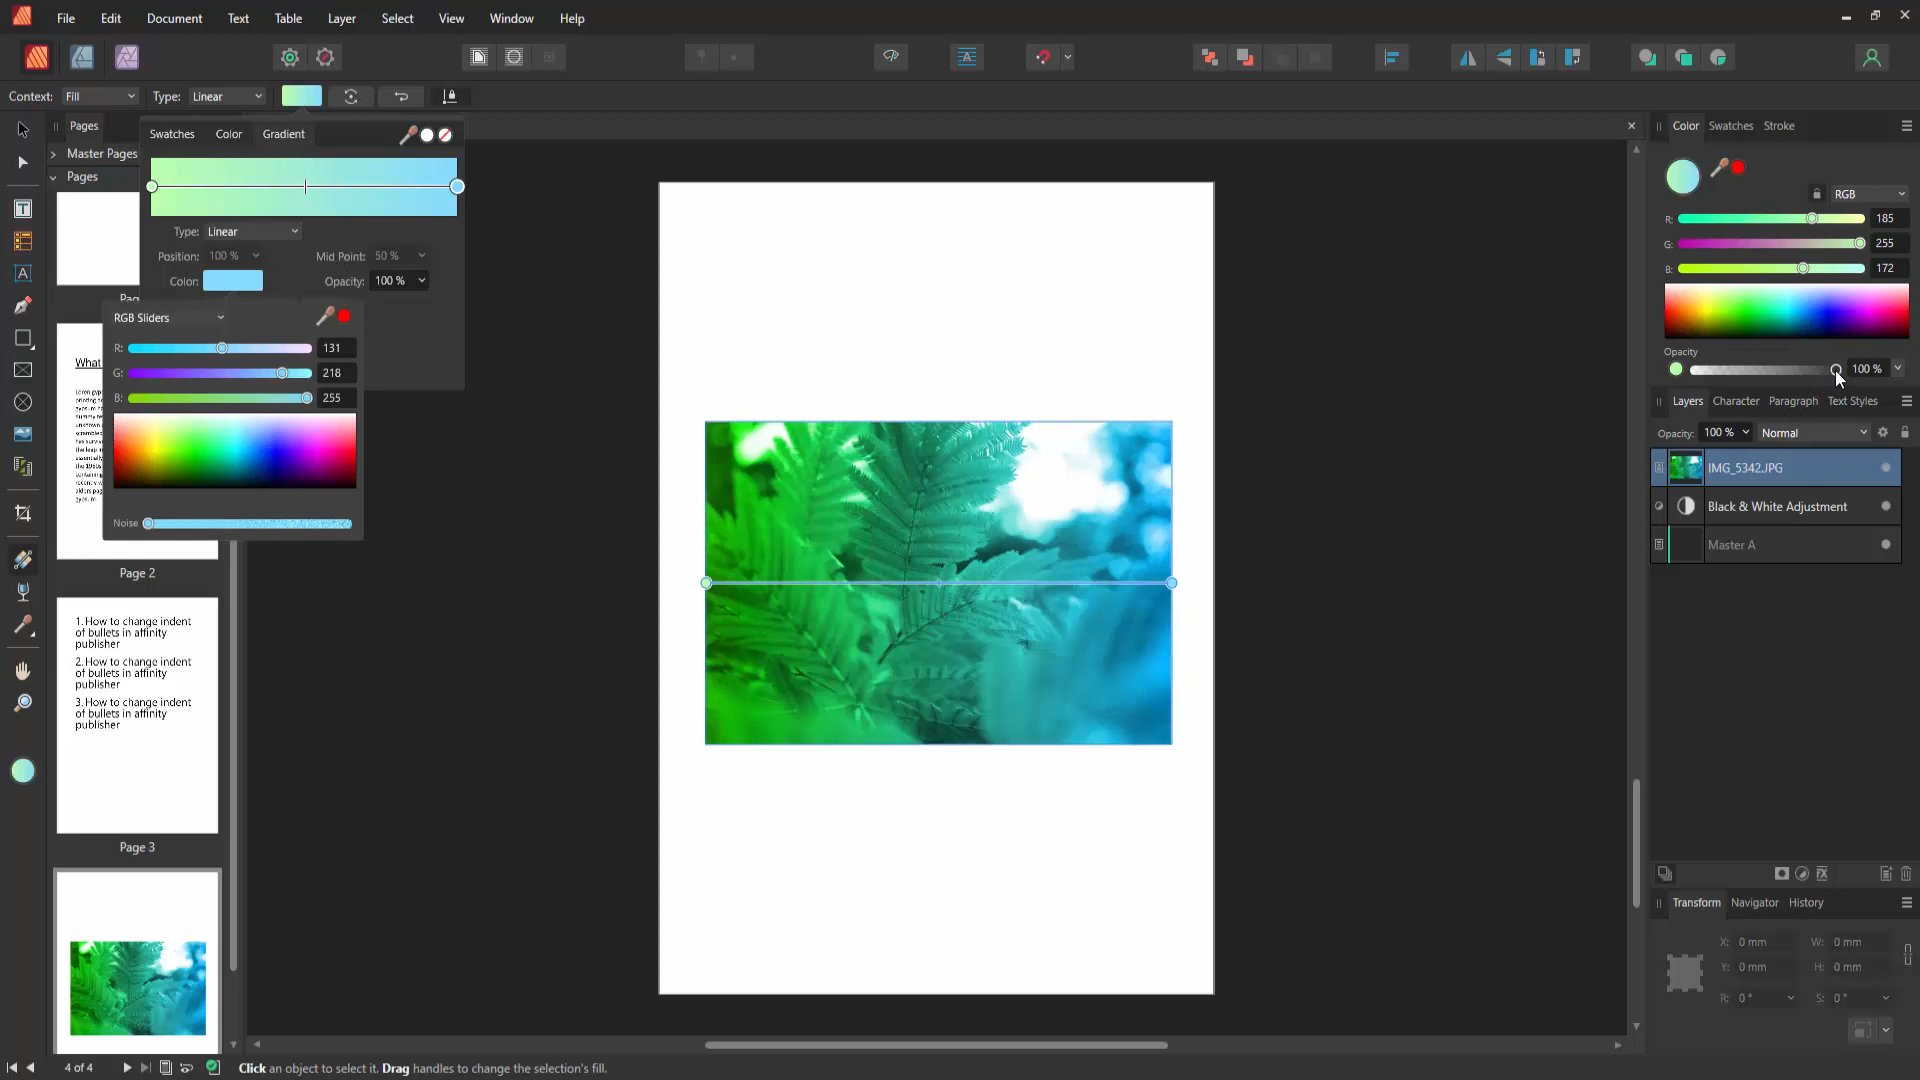 File Edit Document Text Table Layer Select View Window Help
Context: Fill Type: Linear
Pages
Master Pages
Pages
Swatches Color Gradient
Type: Linear
Position: 100 % Mid Point: 50 %
Color: Opacity: 100 %
RGB Sliders
R: 131
G: 218
B: 255
Noise
What
Page 2
1.How to change indent
of bullets in affinity
publisher
2.How to change indent
of bullets in affinity
publisher
3.How to change indent
of bullets in affinity
publisher
Page 3
Color Swatches Stroke
RGB
R: 185
G: 255
B: 172
Opacity
100 %
Layers Character Paragraph Text Styles
Opacity: 100 % Normal
IMG_5342.JPG
Black & White Adjustment
Master A
Transform Navigator History
X: 0 mm W: 0 mm
Y: 0 mm H: 0 mm
R: 0 ° S: 0 °
4 of 4 Click an object to select it. Drag handles to change the selection's fill.